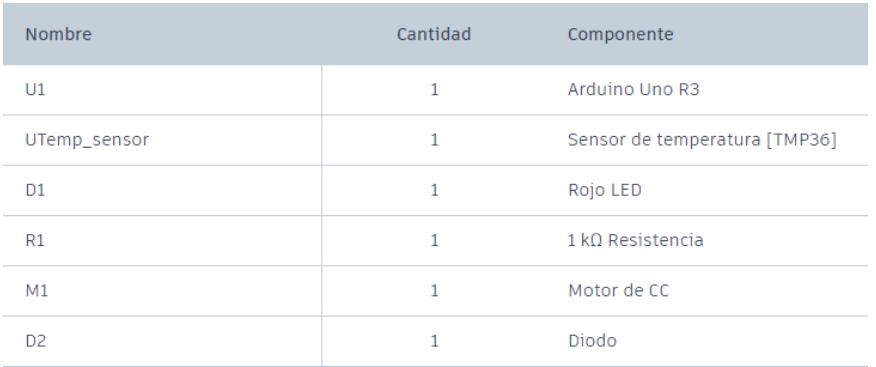 Nombre Cantidad Componente
U1 1 Arduino Uno R3
UTemp_sensor 1 Sensor de temperatura [TMP36]
D1 1 Rojo LED
R1 1 1 kΩ Resistencia
M1 1 Motor de CC
D2 1 Diodo